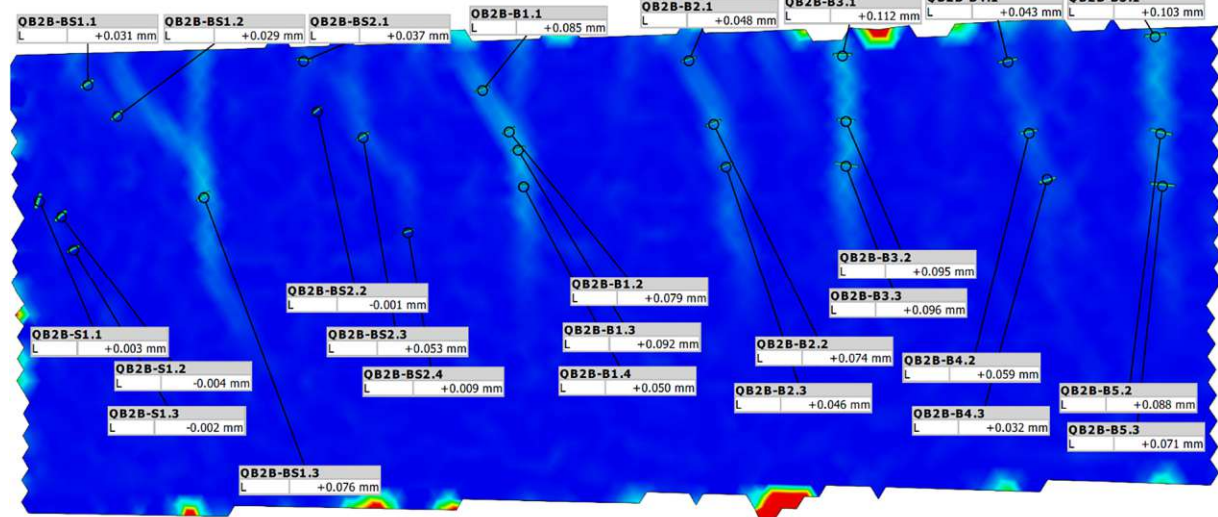 QB2B-BS1.1
L +0.031 mm
QB2B-BS1.2
L +0.029 mm
QB2B-BS2.1
L +0.037 mm
QB2B-B1.1
L +0.085 mm
QB2B-B2.1
L +0.048 mm
QB2B-B3.1
L +0.112 mm
L +0.043 mm
L +0.103 mm
QB2B-S1.1
L +0.003 mm
QB2B-S1.2
L -0.004 mm
QB2B-S1.3
L -0.002 mm
QB2B-BS1.3
L +0.076 mm
QB2B-BS2.2
L -0.001 mm
QB2B-BS2.3
L +0.053 mm
QB2B-BS2.4
L +0.009 mm
QB2B-B1.2
L +0.079 mm
QB2B-B1.3
L +0.092 mm
QB2B-B1.4
L +0.050 mm
QB2B-B2.2
L +0.074 mm
QB2B-B2.3
L +0.046 mm
QB2B-B3.2
L +0.095 mm
QB2B-B3.3
L +0.096 mm
QB2B-B4.2
L +0.059 mm
QB2B-B4.3
L +0.032 mm
QB2B-B5.2
L +0.088 mm
QB2B-B5.3
L +0.071 mm